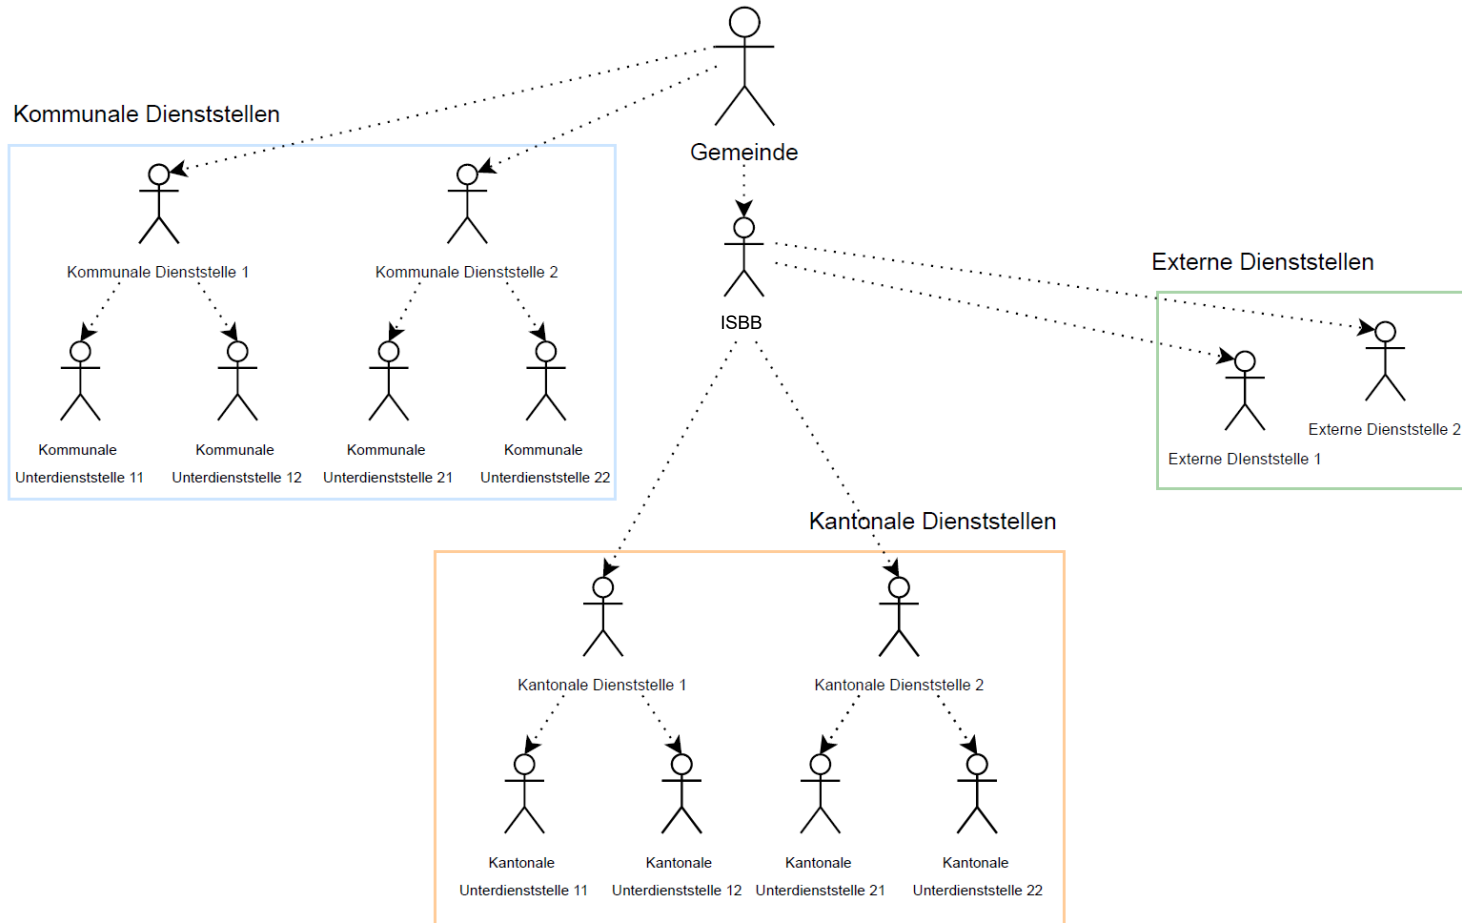 Kommunale Dienststellen
Gemeinde
Kommunale Dienststelle 1
Kommunale Dienststelle 2
Externe Dienststellen
ISBB
Kommunale
Unterdienststelle 11
Kommunale
Unterdienststelle 12
Kommunale
Unterdienststelle 21
Kommunale
Unterdienststelle 22
Externe Dienststelle 2
Externe DIenststelle 1
Kantonale Dienststellen
Kantonale Dienststelle 1
Kantonale Dienststelle 2
Kantonale
Unterdienststelle 11
Kantonale
Unterdienststelle 12
Kantonale
Unterdienststelle 21
Kantonale
Unterdienststelle 22